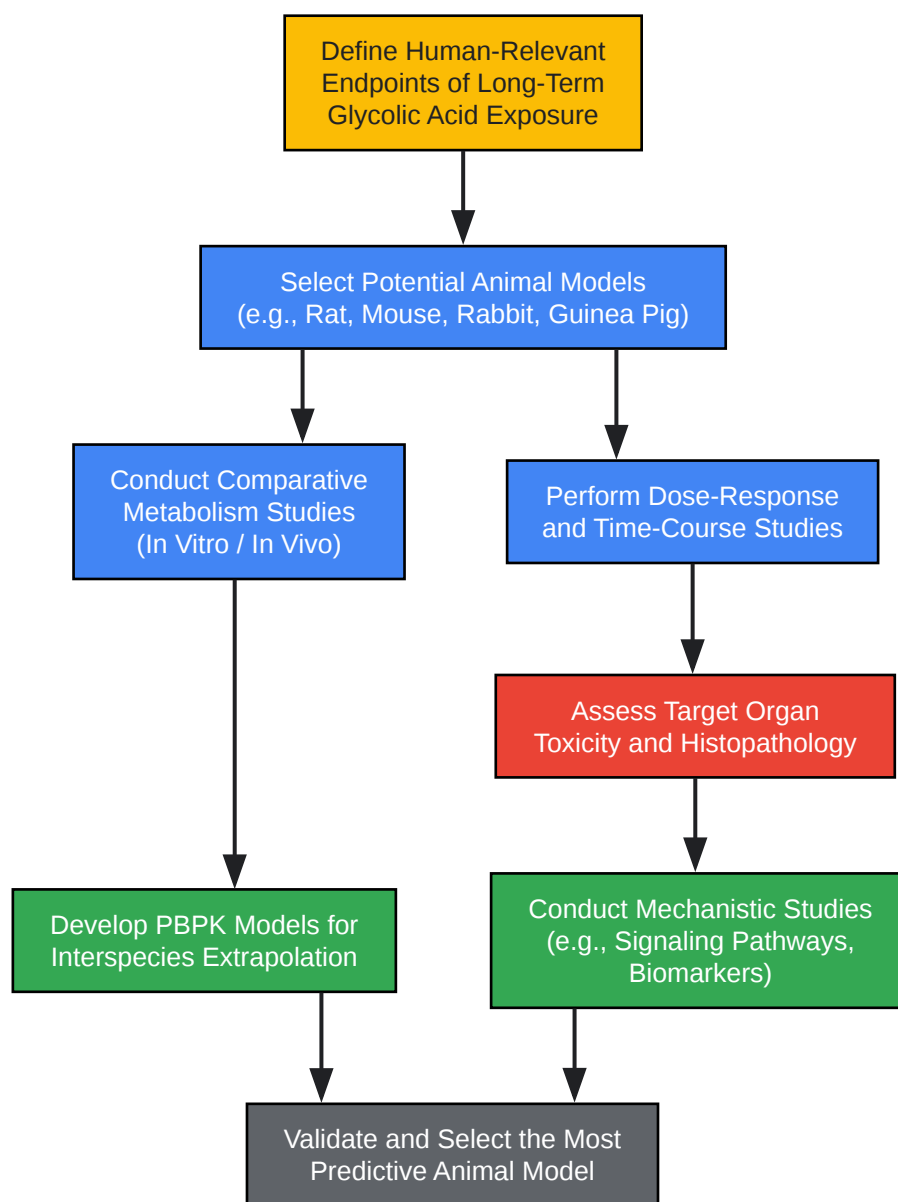 Define Human-Relevant
Endpoints of Long-Term
Glycolic Acid Exposure
Select Potential Animal Models
(e.g., Rat, Mouse, Rabbit, Guinea Pig)
Conduct Comparative
Metabolism Studies
(In Vitro / In Vivo)
Perform Dose-Response
and Time-Course Studies
Assess Target Organ
Toxicity and Histopathology
Develop PBPK Models for
Interspecies Extrapolation
Conduct Mechanistic Studies
(e.g., Signaling Pathways,
Biomarkers)
Validate and Select the Most
Predictive Animal Model